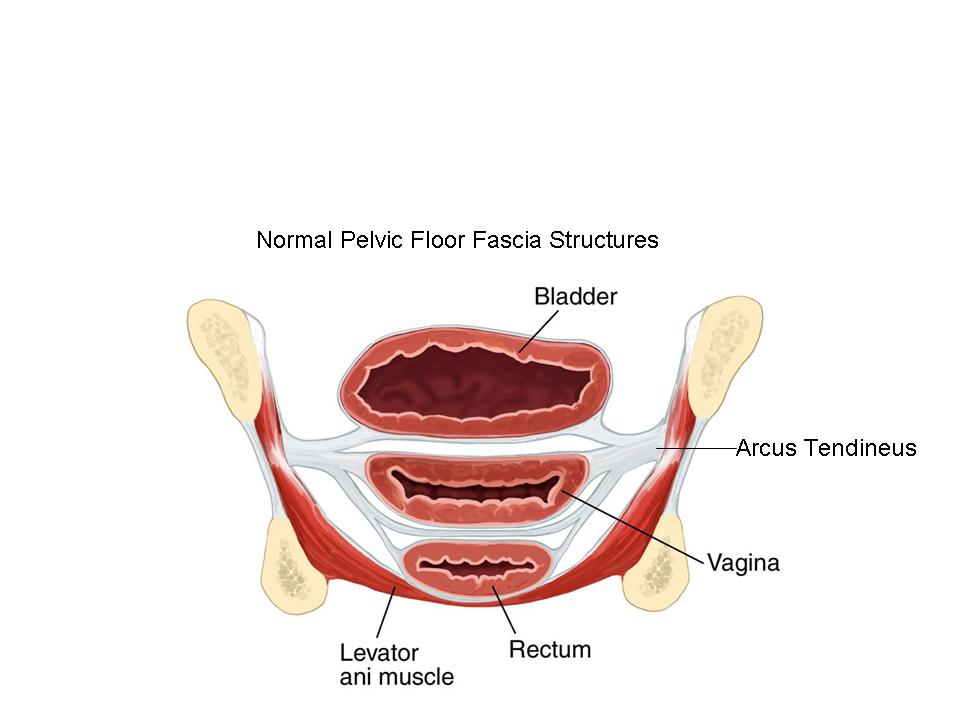 Normal Pelvic Floor Fascia Structures
Bladder
Arcus Tendineus
Vagina
Rectum
Levator
ani muscle